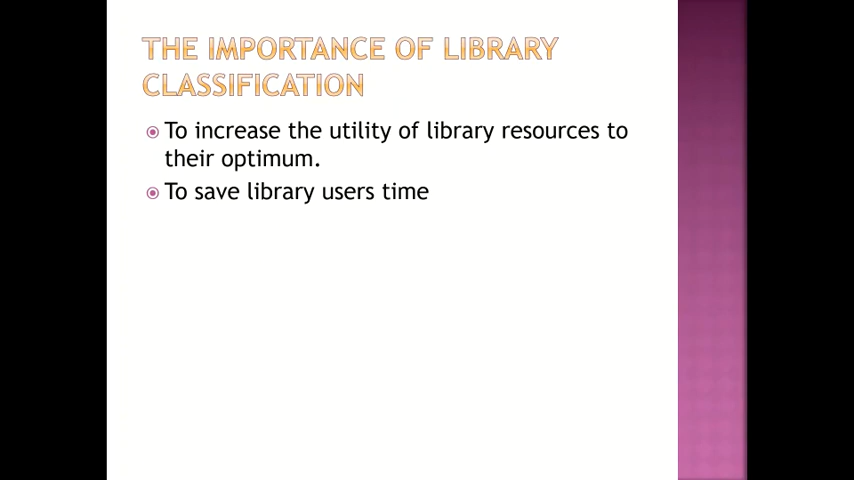 THE IMPORTANCE OF LIBRARY
CLASSIFICATION
To increase the utility of library resources to
their optimum.
To save library users time